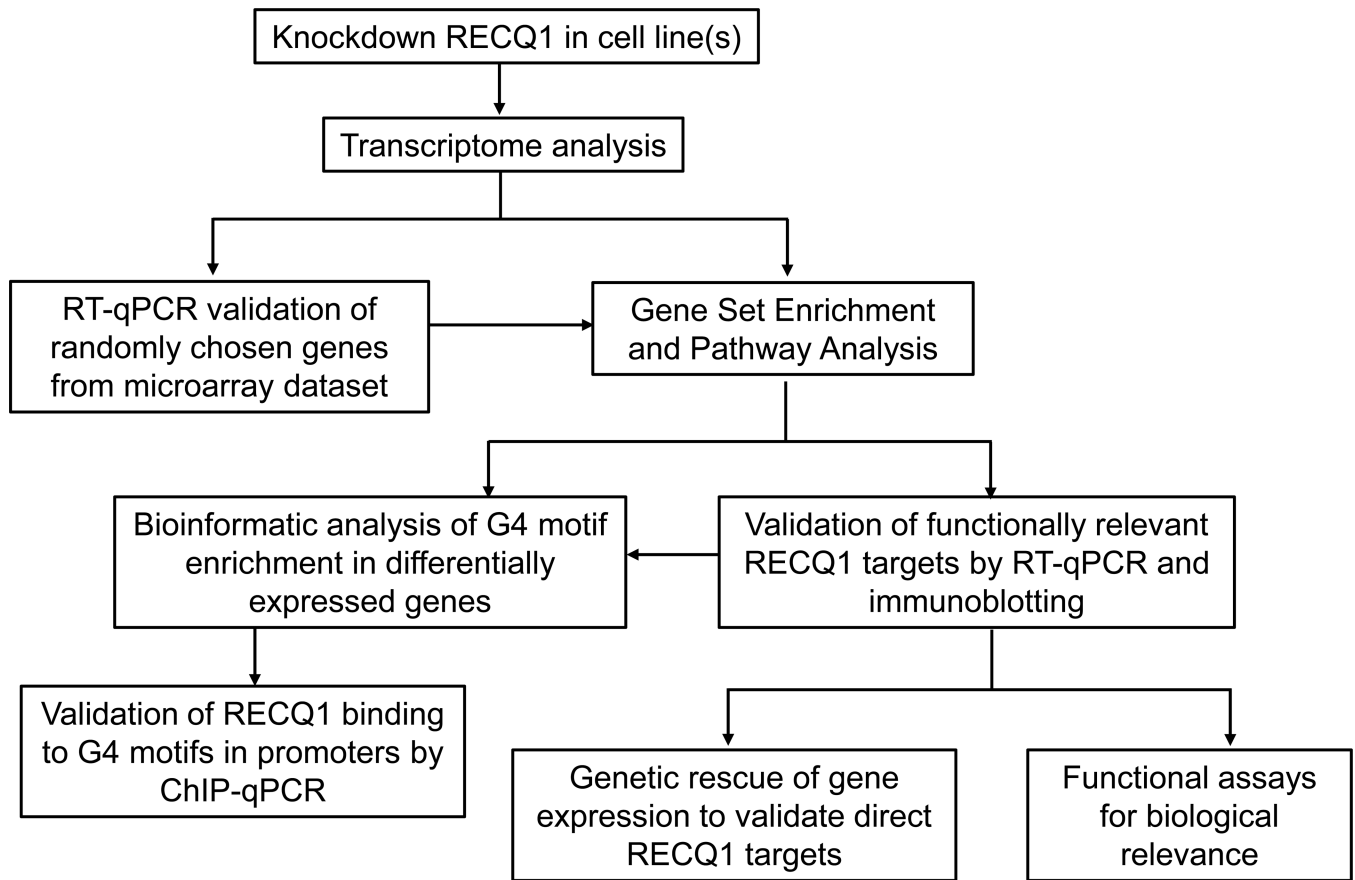 Knockdown RECQ1 in cell line(s)
Transcriptome analysis
RT-qPCR validation of
randomly chosen genes
from microarray dataset
Gene Set Enrichment
and Pathway Analysis
Bioinformatic analysis of G4 motif
enrichment in differentially
expressed genes
Validation of functionally relevant
RECQ1 targets by RT-qPCR and
immunoblotting
Validation of RECQ1 binding
to G4 motifs in promoters by
ChIP-qPCR
Genetic rescue of gene
expression to validate direct
RECQ1 targets
Functional assays
for biological
relevance